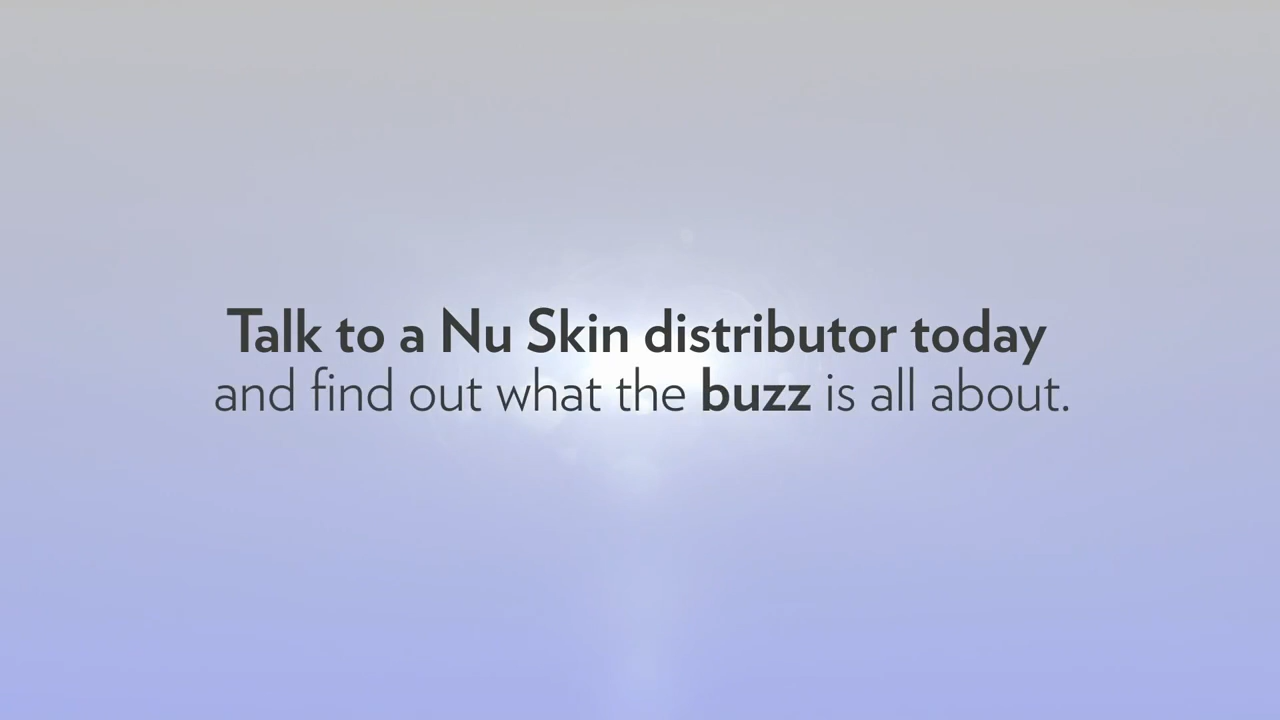 Talk to a Nu Skin distributor today
and find out what the buzz is all about.